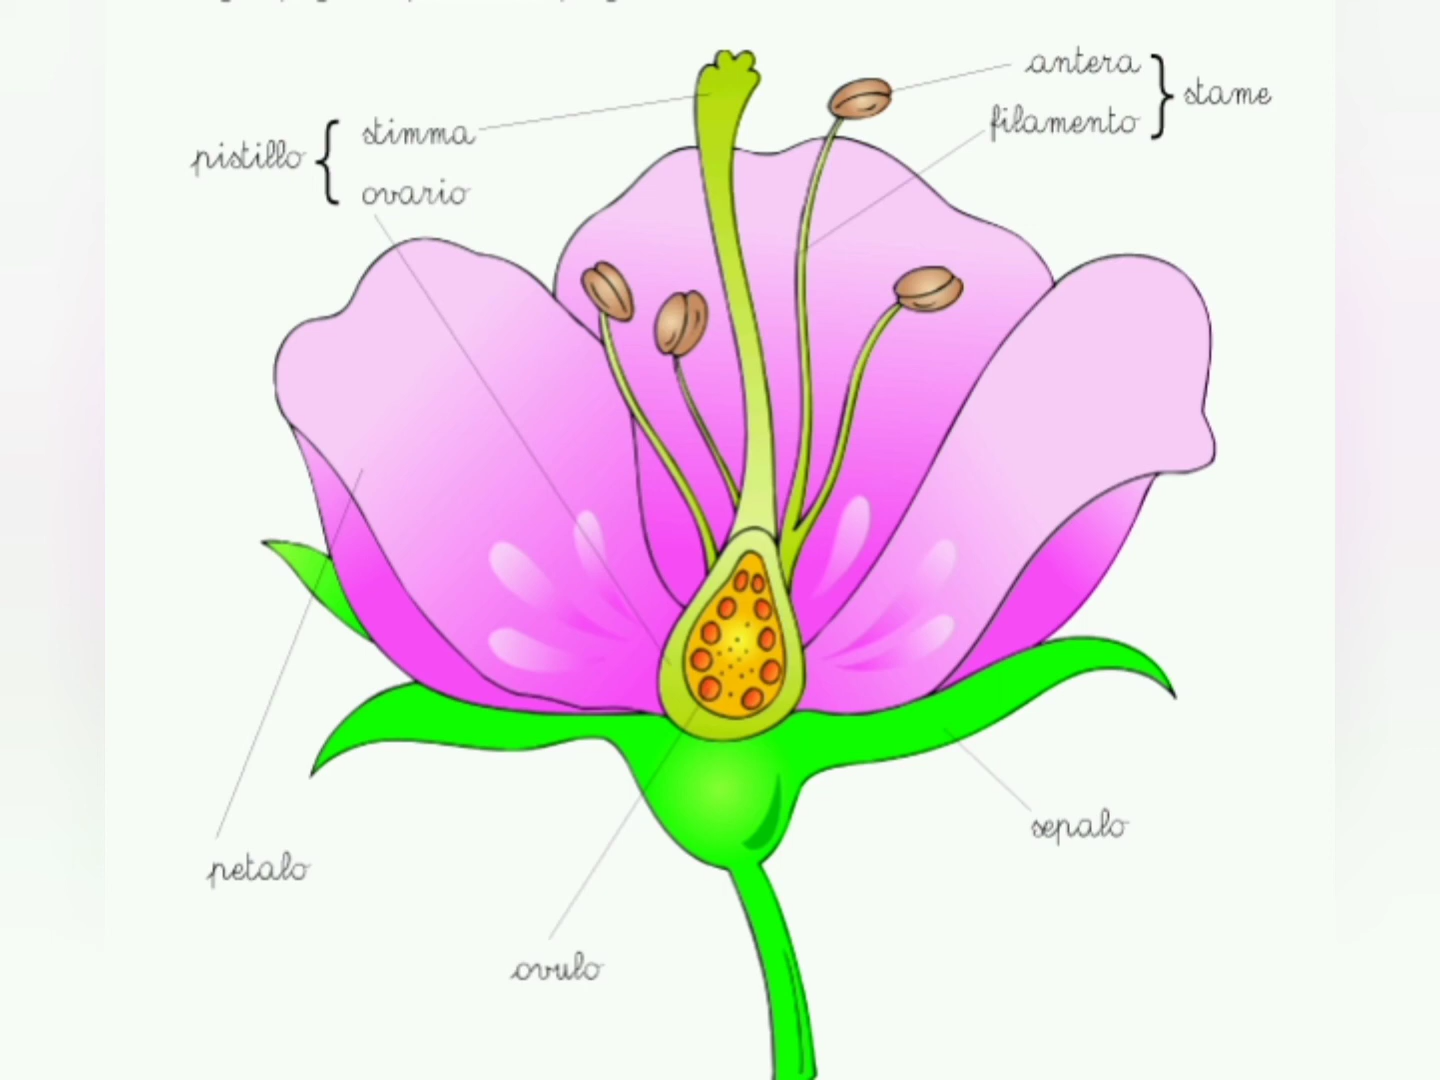 antera
stame
filamento
stimma
pistillo
ovario
sepalo
petalo
ovulo